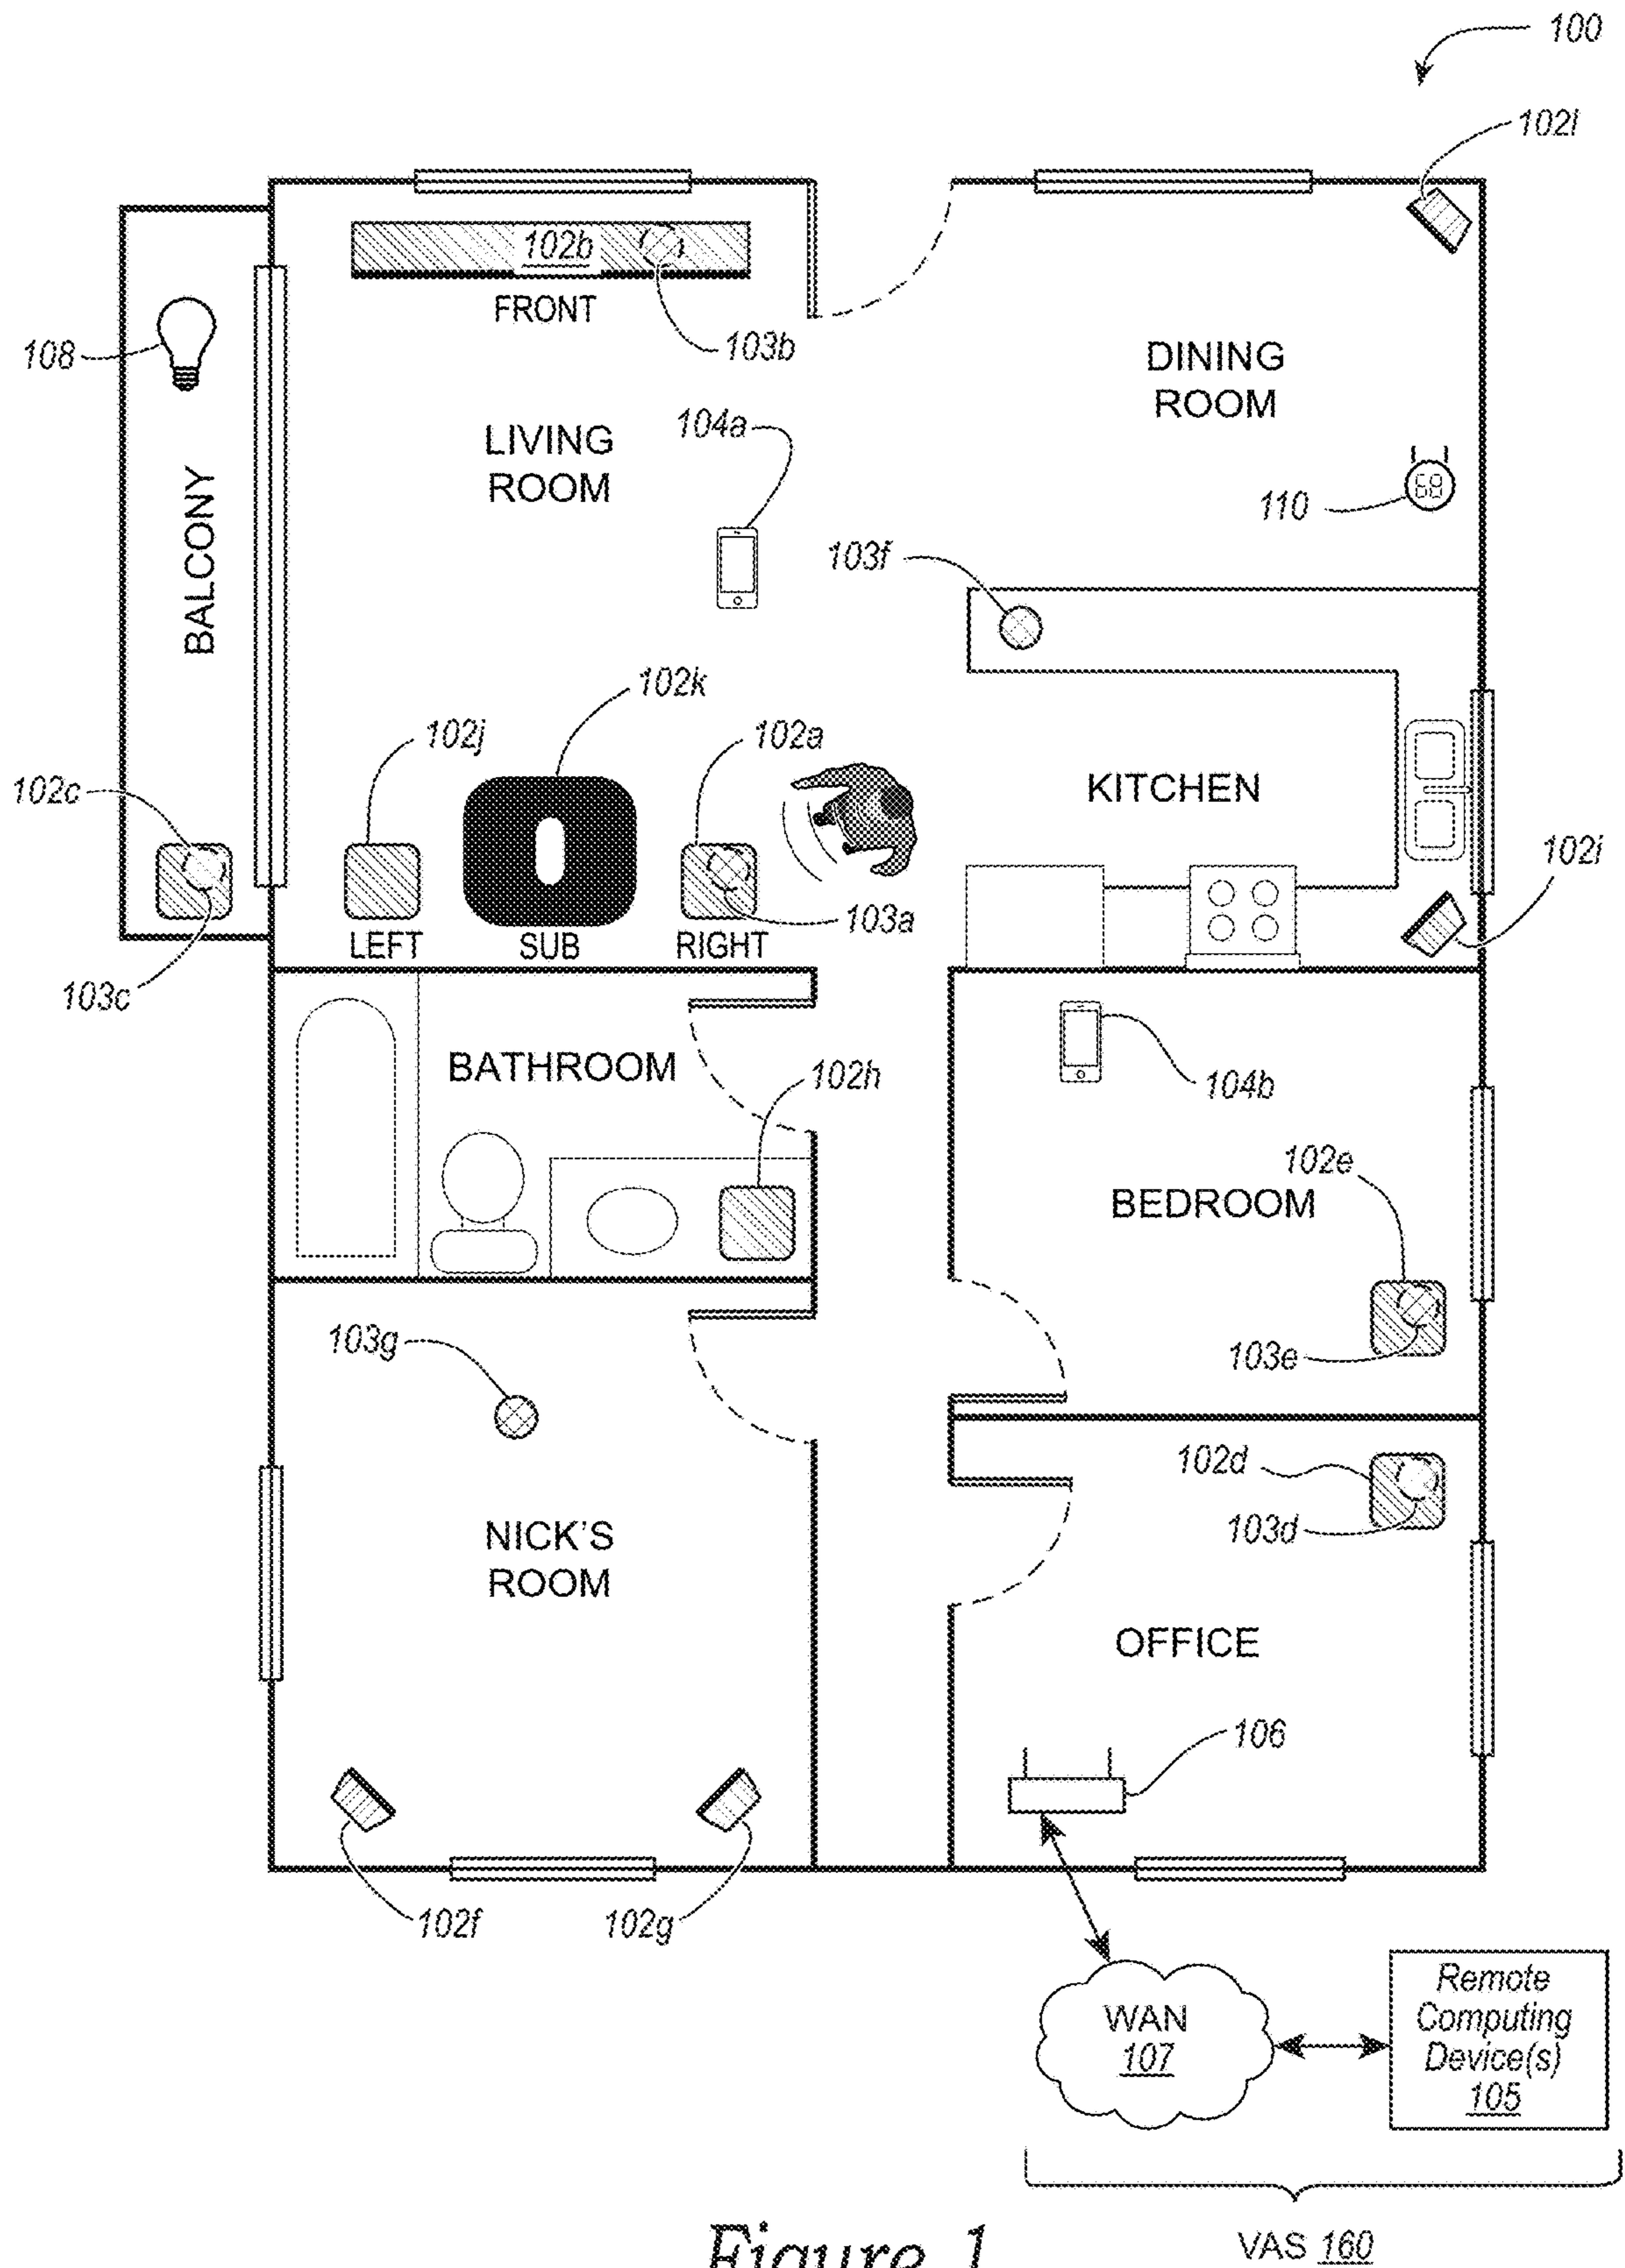 100
102l
102b
FRONT
103b
108
DINING
ROOM
104a
LIVING
ROOM
68
110
BALCONY
103f
102k
102j
102a
102c
KITCHEN
102i
103a
LEFT
SUB
RIGHT
103c
BATHROOM
102h
104b
102e
BEDROOM
103g
103e
102d
103d
NICK'S
ROOM
OFFICE
106
102f
102g
WAN
107
Remote
Computing
Device(s)
105
VAS 160
Figure 1